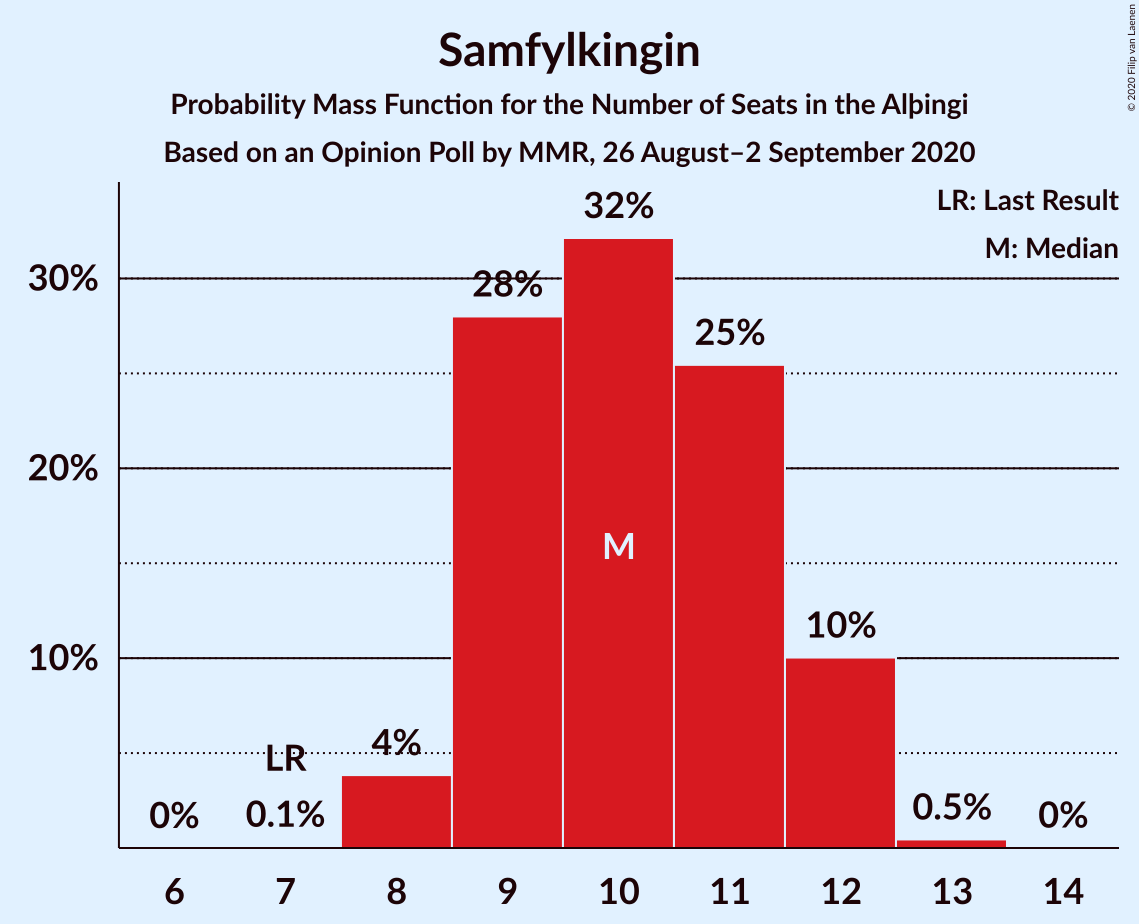 Samfylkingin
Probability Mass Function for the Number of Seats in the Alþingi
Based on an Opinion Poll by MMR, 26 August–2 September 2020
© 2020 Filip van Laenen
LR: Last Result
M: Median
32%
30%
28%
25%
20%
M
10%
10%
LR
4%
0%
0.1%
0.5%
0%
6 7 8 9 10 11 12 13 14